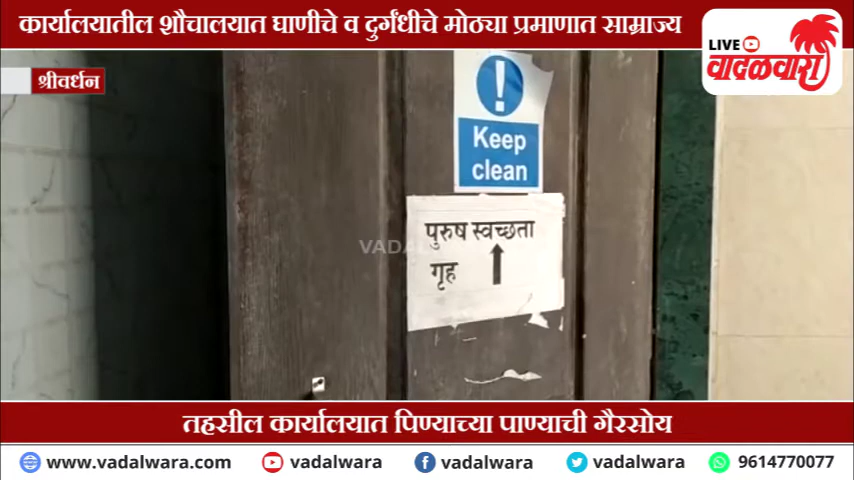 कार्यालयातील शौचालयात घाणीचे व दुर्गंधीचे मोठ्या प्रमाणात साम्राज्य
LIVE
वादळवारा
श्रीवर्धन
Keep
clean
पुरुष स्वच्छता
गृह
VADAL
तहसील कार्यालयात पिण्याच्या पाण्याची गैरसोय
www.vadalwara.com vadalwara vadalwara vadalwara 9614770077